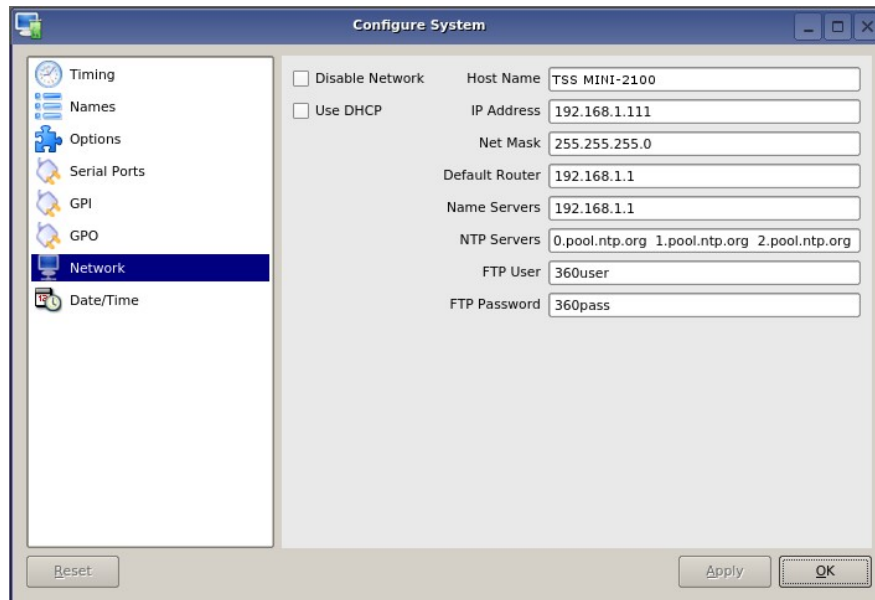 Configure System
Timing
Names
Options
Serial Ports
GPI
GPO
Network
Date/Time
Disable Network
Use DHCP
Host Name TSS MINI-2100
IP Address 192.168.1.111
Net Mask 255.255.255.0
Default Router 192.168.1.1
Name Servers 192.168.1.1
NTP Servers 0.pool.ntp.org 1.pool.ntp.org 2.pool.ntp.org
FTP User 360user
FTP Password 360pass
Reset
Apply
OK